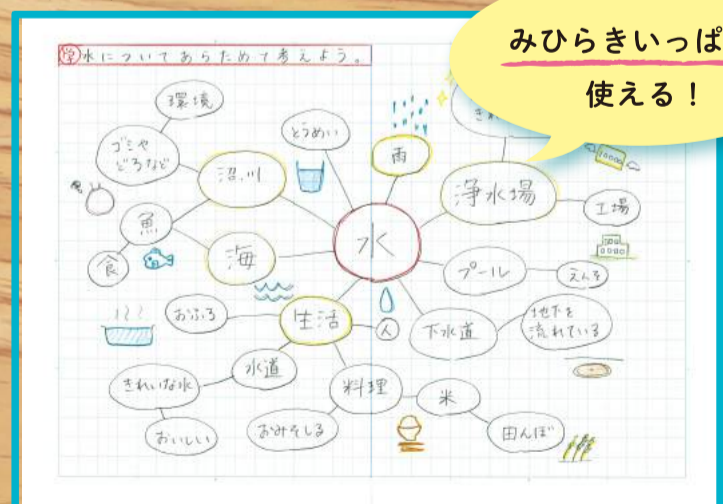 みひらきいっぱ
使える！
学 水についてあらためて考えよう。
環境
ゴミや
どろなど
沼、川
とうめい
雨
浄水場
工場
魚
食
海
水
プール
えんそ
おふろ
生活
人
下水道
地下を
流れている
水道
きれいな水
おいしい
料理
おみそしる
米
田んぼ